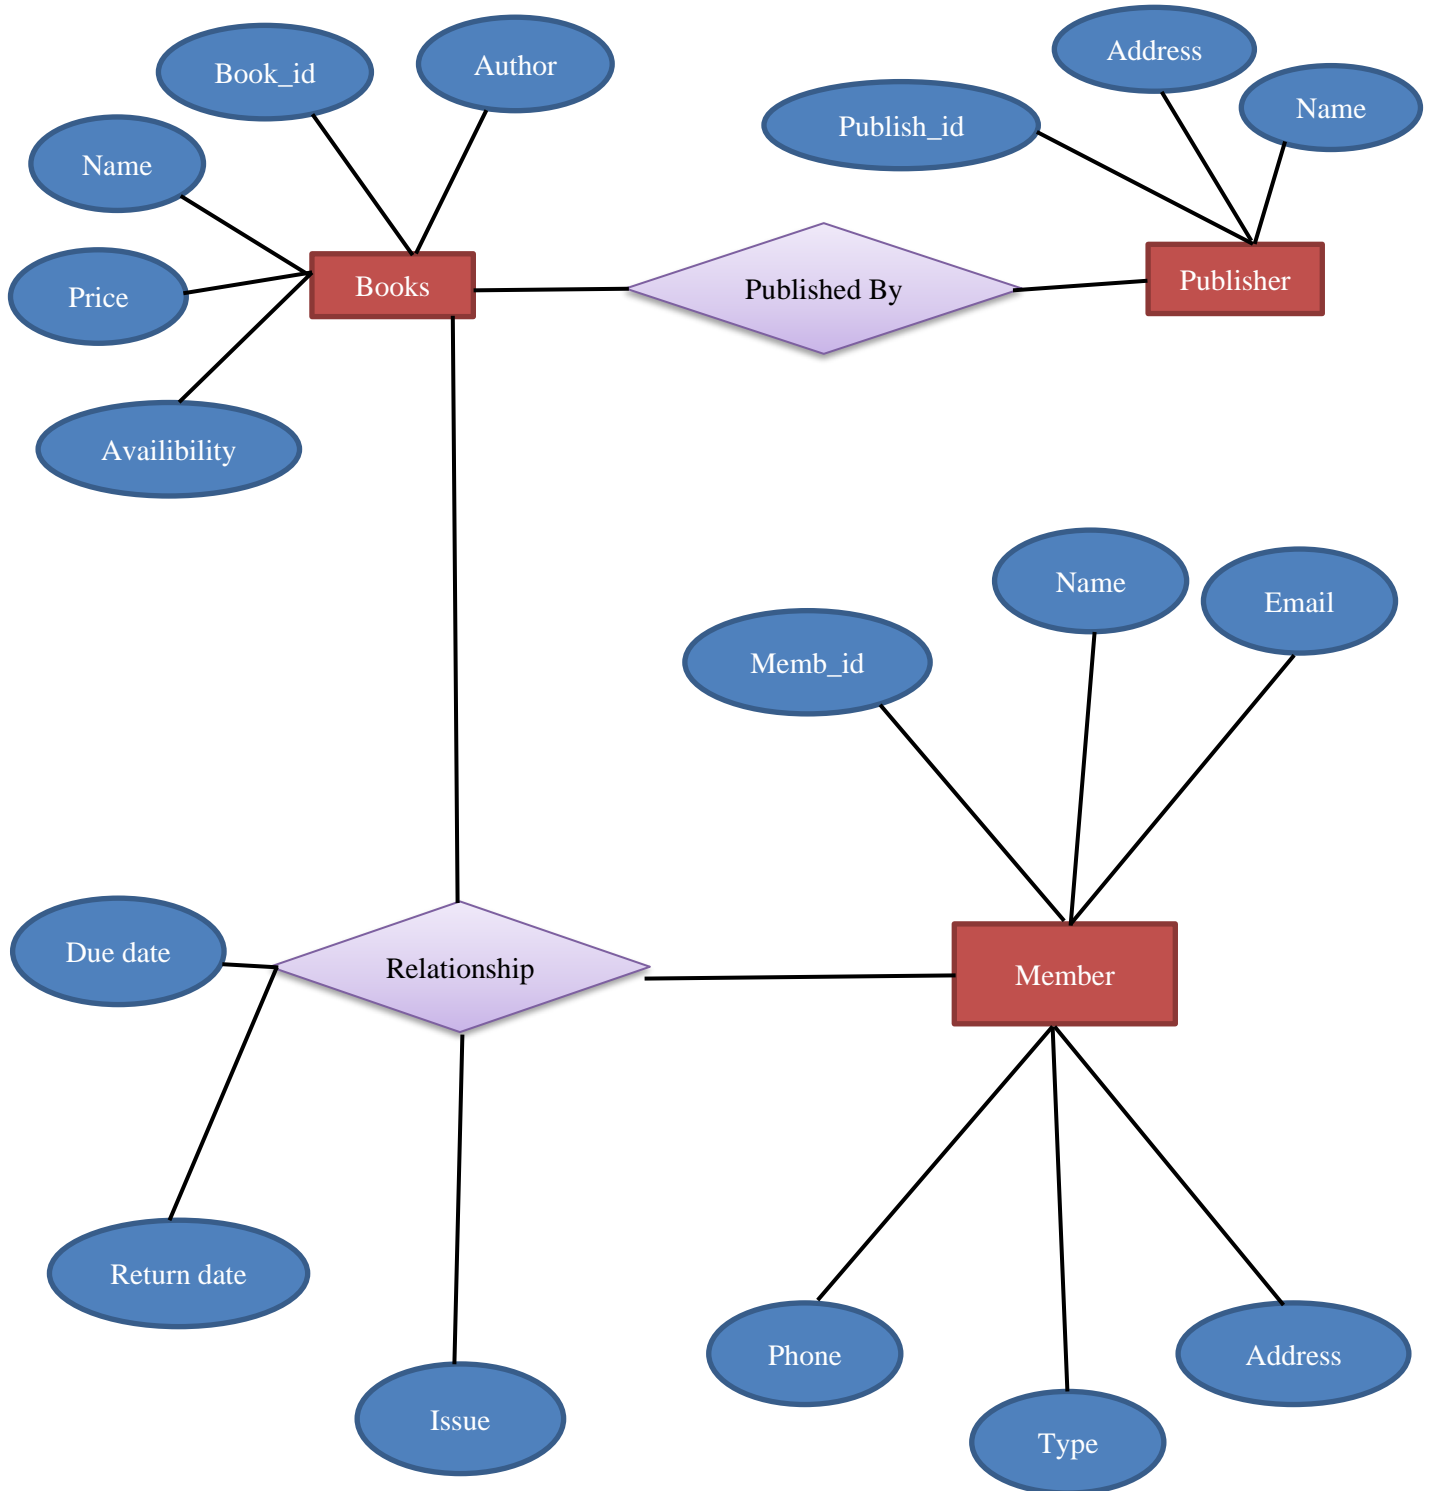 Book_id
Author
Address
Name
Publish_id
Name
Price
Books
Published By
Publisher
Availibility
Name
Email
Memb_id
Due date
Relationship
Member
Return date
Phone
Address
Issue
Type